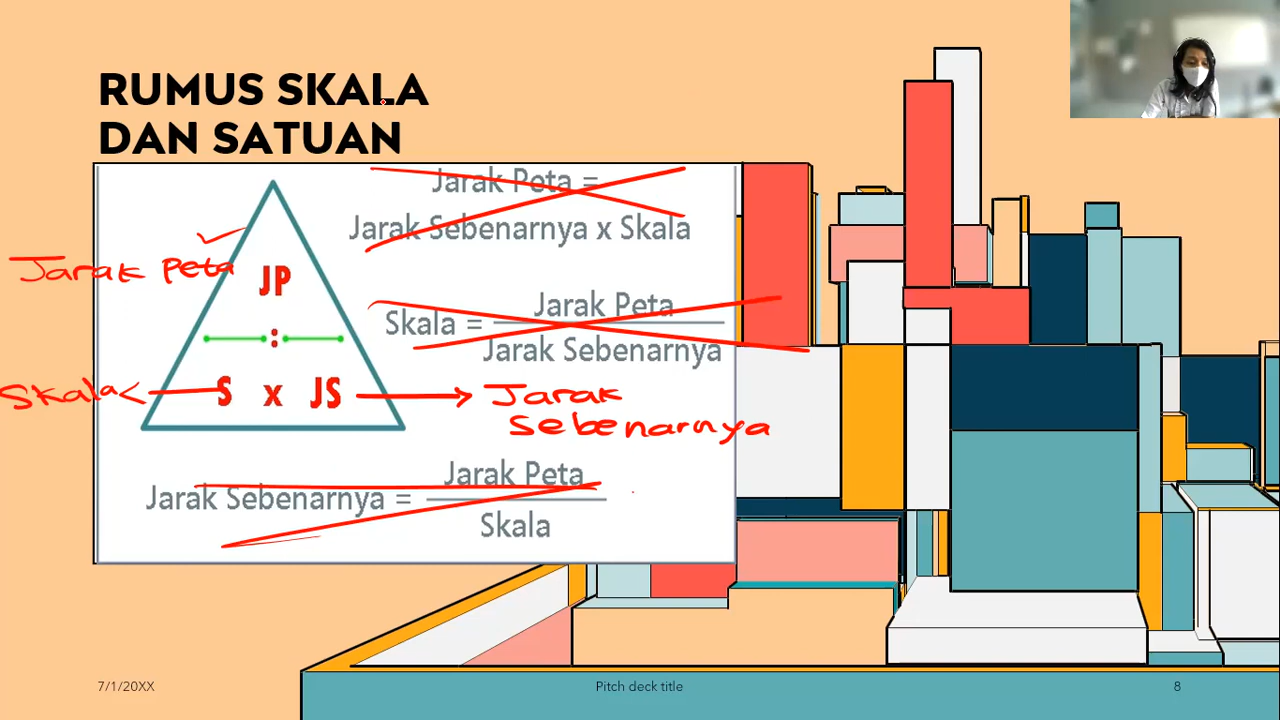 RUMUS SKALA
DAN SATUAN
Jarak Peta =
Jarak Sebenarnya x Skala
Jarak Peta
JP
Skala = Jarak Peta
Jarak Sebenarnya
:
Skala
S x JS
Jarak
Sebenarnya
Jarak Sebenarnya = Jarak Peta
Skala
7/1/20XX
Pitch deck title
8